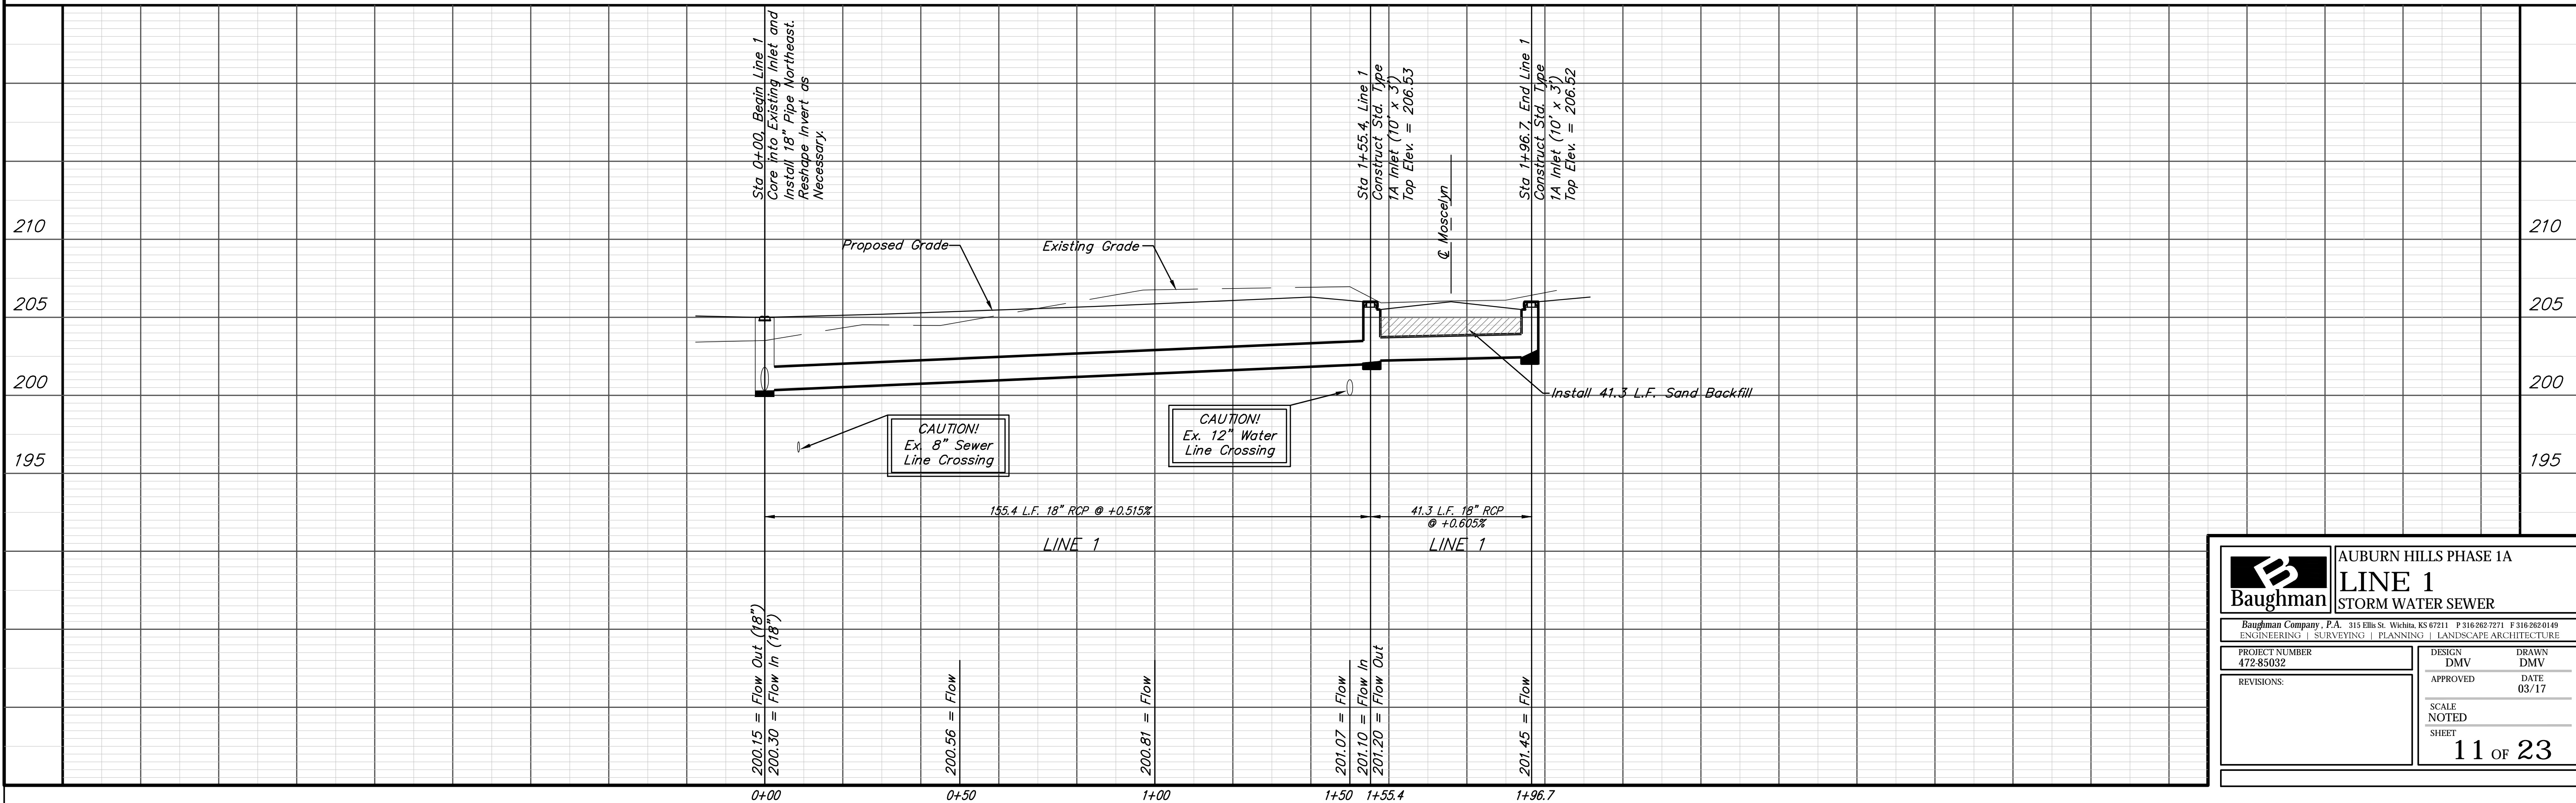 Sta 0+00, Begin Line 1
Core into Existing Inlet and
Install 18" Pipe Northeast.
Reshape Invert as
Necessary.
Sta 1+55.4, Line 1
Construct Std. Type
1A Inlet (10' x 3')
Top Elev. = 206.53
Sta 1+96.7, End Line 1
Construct Std. Type
1A Inlet (10' x 3')
Top Elev. = 206.52
℄ Moscelyn
210
210
Proposed Grade
Existing Grade
205
205
200
200
Install 41.3 L.F. Sand Backfill
CAUTION!
Ex. 8" Sewer
Line Crossing
CAUTION!
Ex. 12" Water
Line Crossing
195
195
155.4 L.F. 18" RCP @ +0.515%
41.3 L.F. 18" RCP
@ +0.605%
LINE 1
LINE 1
200.15 = Flow Out (18")
200.30 = Flow In (18")
200.56 = Flow
200.81 = Flow
201.07 = Flow
201.10 = Flow In
201.20 = Flow Out
201.45 = Flow
0+00
0+50
1+00
1+50
1+55.4
1+96.7
B
Baughman
AUBURN HILLS PHASE 1A
LINE 1
STORM WATER SEWER
Baughman Company, P.A. 315 Ellis St. Wichita, KS 67211 P 316-262-7271 F 316-262-0149
ENGINEERING | SURVEYING | PLANNING | LANDSCAPE ARCHITECTURE
PROJECT NUMBER
472-85032
REVISIONS:
DESIGN
DMV
DRAWN
DMV
APPROVED
DATE
03/17
SCALE
NOTED
SHEET
11 OF 23